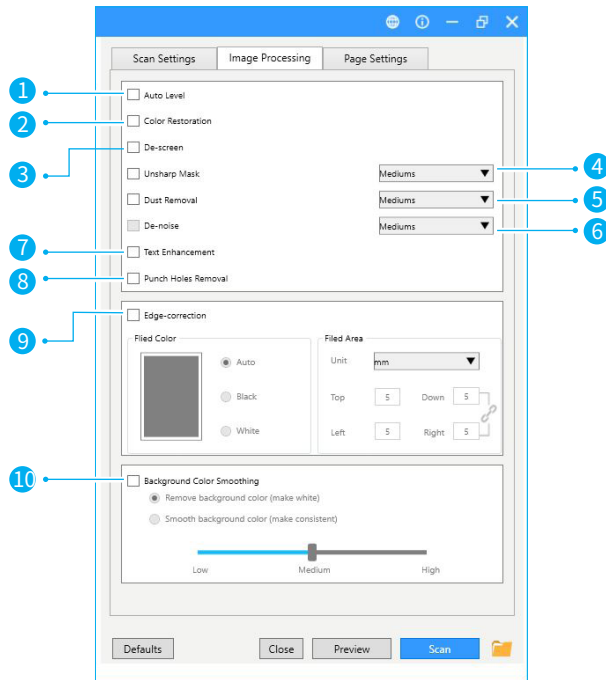 Scan Settings Image Processing Page Settings
1 Auto Level
2 Color Restoration
3 De-screen
Unsharp Mask Mediums 4
Dust Removal Mediums 5
De-noise Mediums 6
7 Text Enhancement
8 Punch Holes Removal
9 Edge-correction
Flied Color
Auto
Black
White
Filed Area
Unit mm
Top 5 Down 5
Left 5 Right 5
10 Background Color Smoothing
Remove background color (make white)
Smooth background color (make consistent)
Low Medium High
Defaults Close Preview Scan